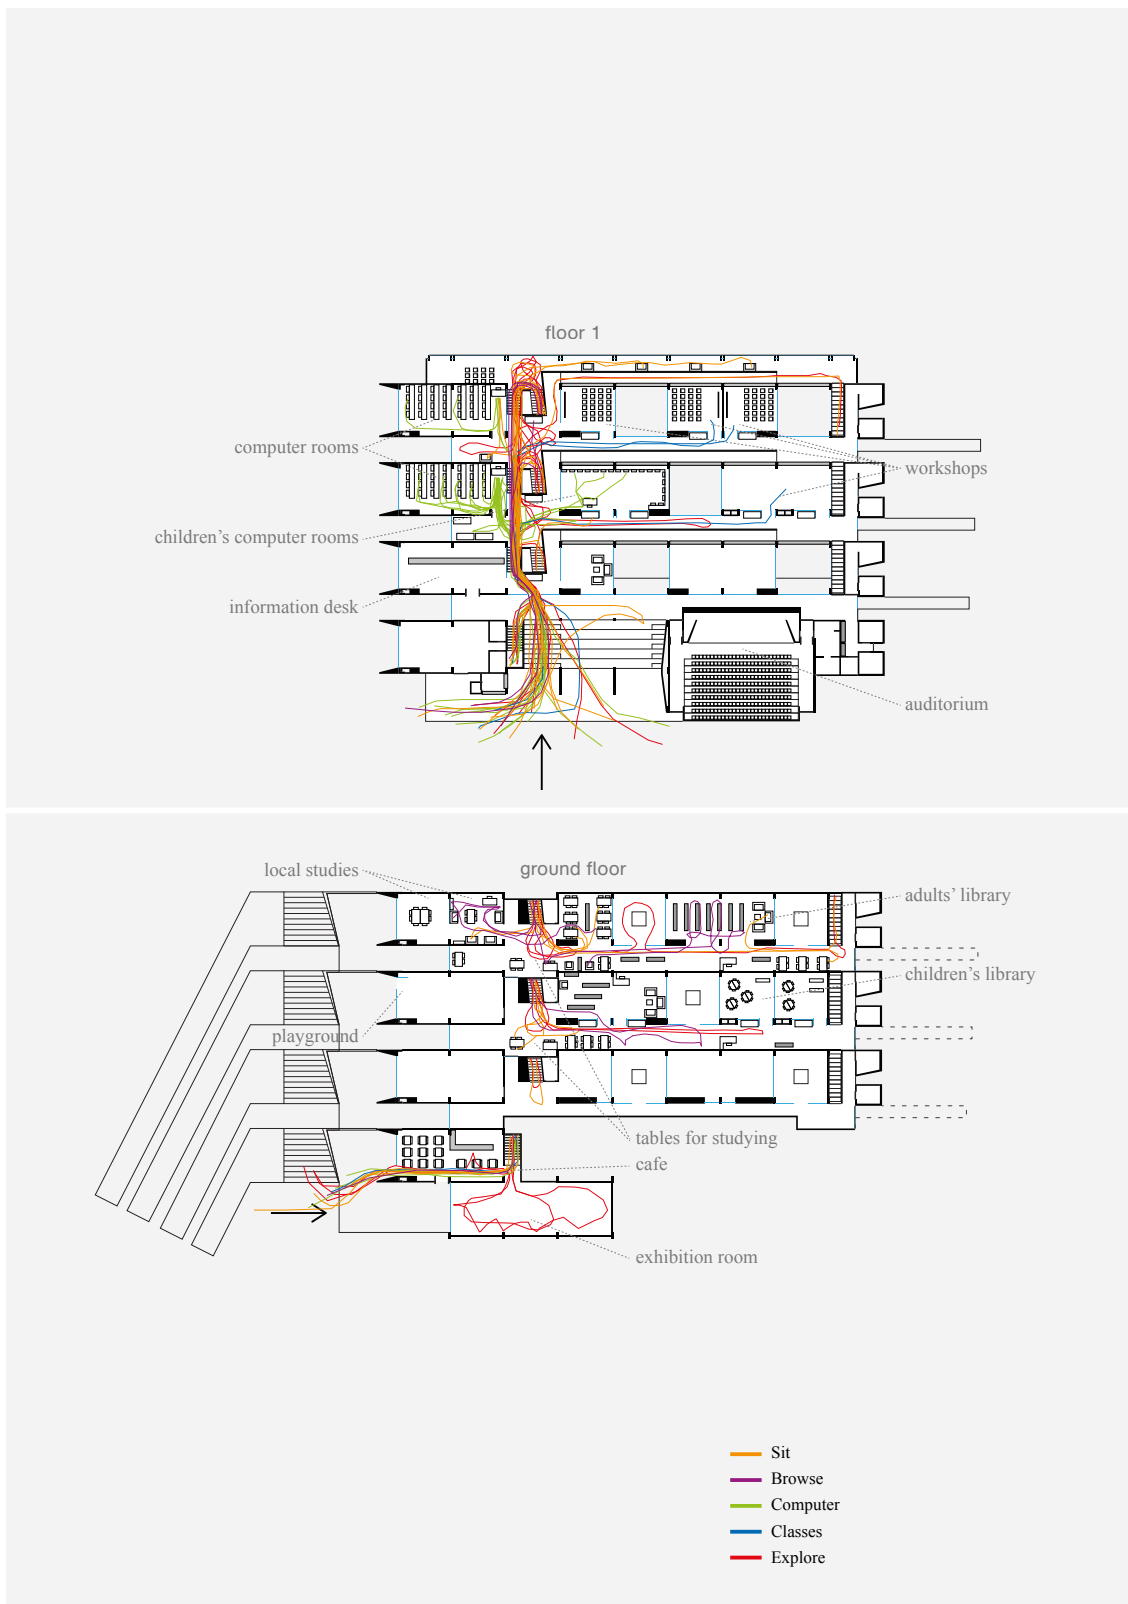 floor 1
computer rooms
workshops
children's computer rooms
information desk
auditorium
local studies
ground floor
adults' library
children's library
playground
tables for studying
cafe
exhibition room
Sit
Browse
Computer
Classes
Explore